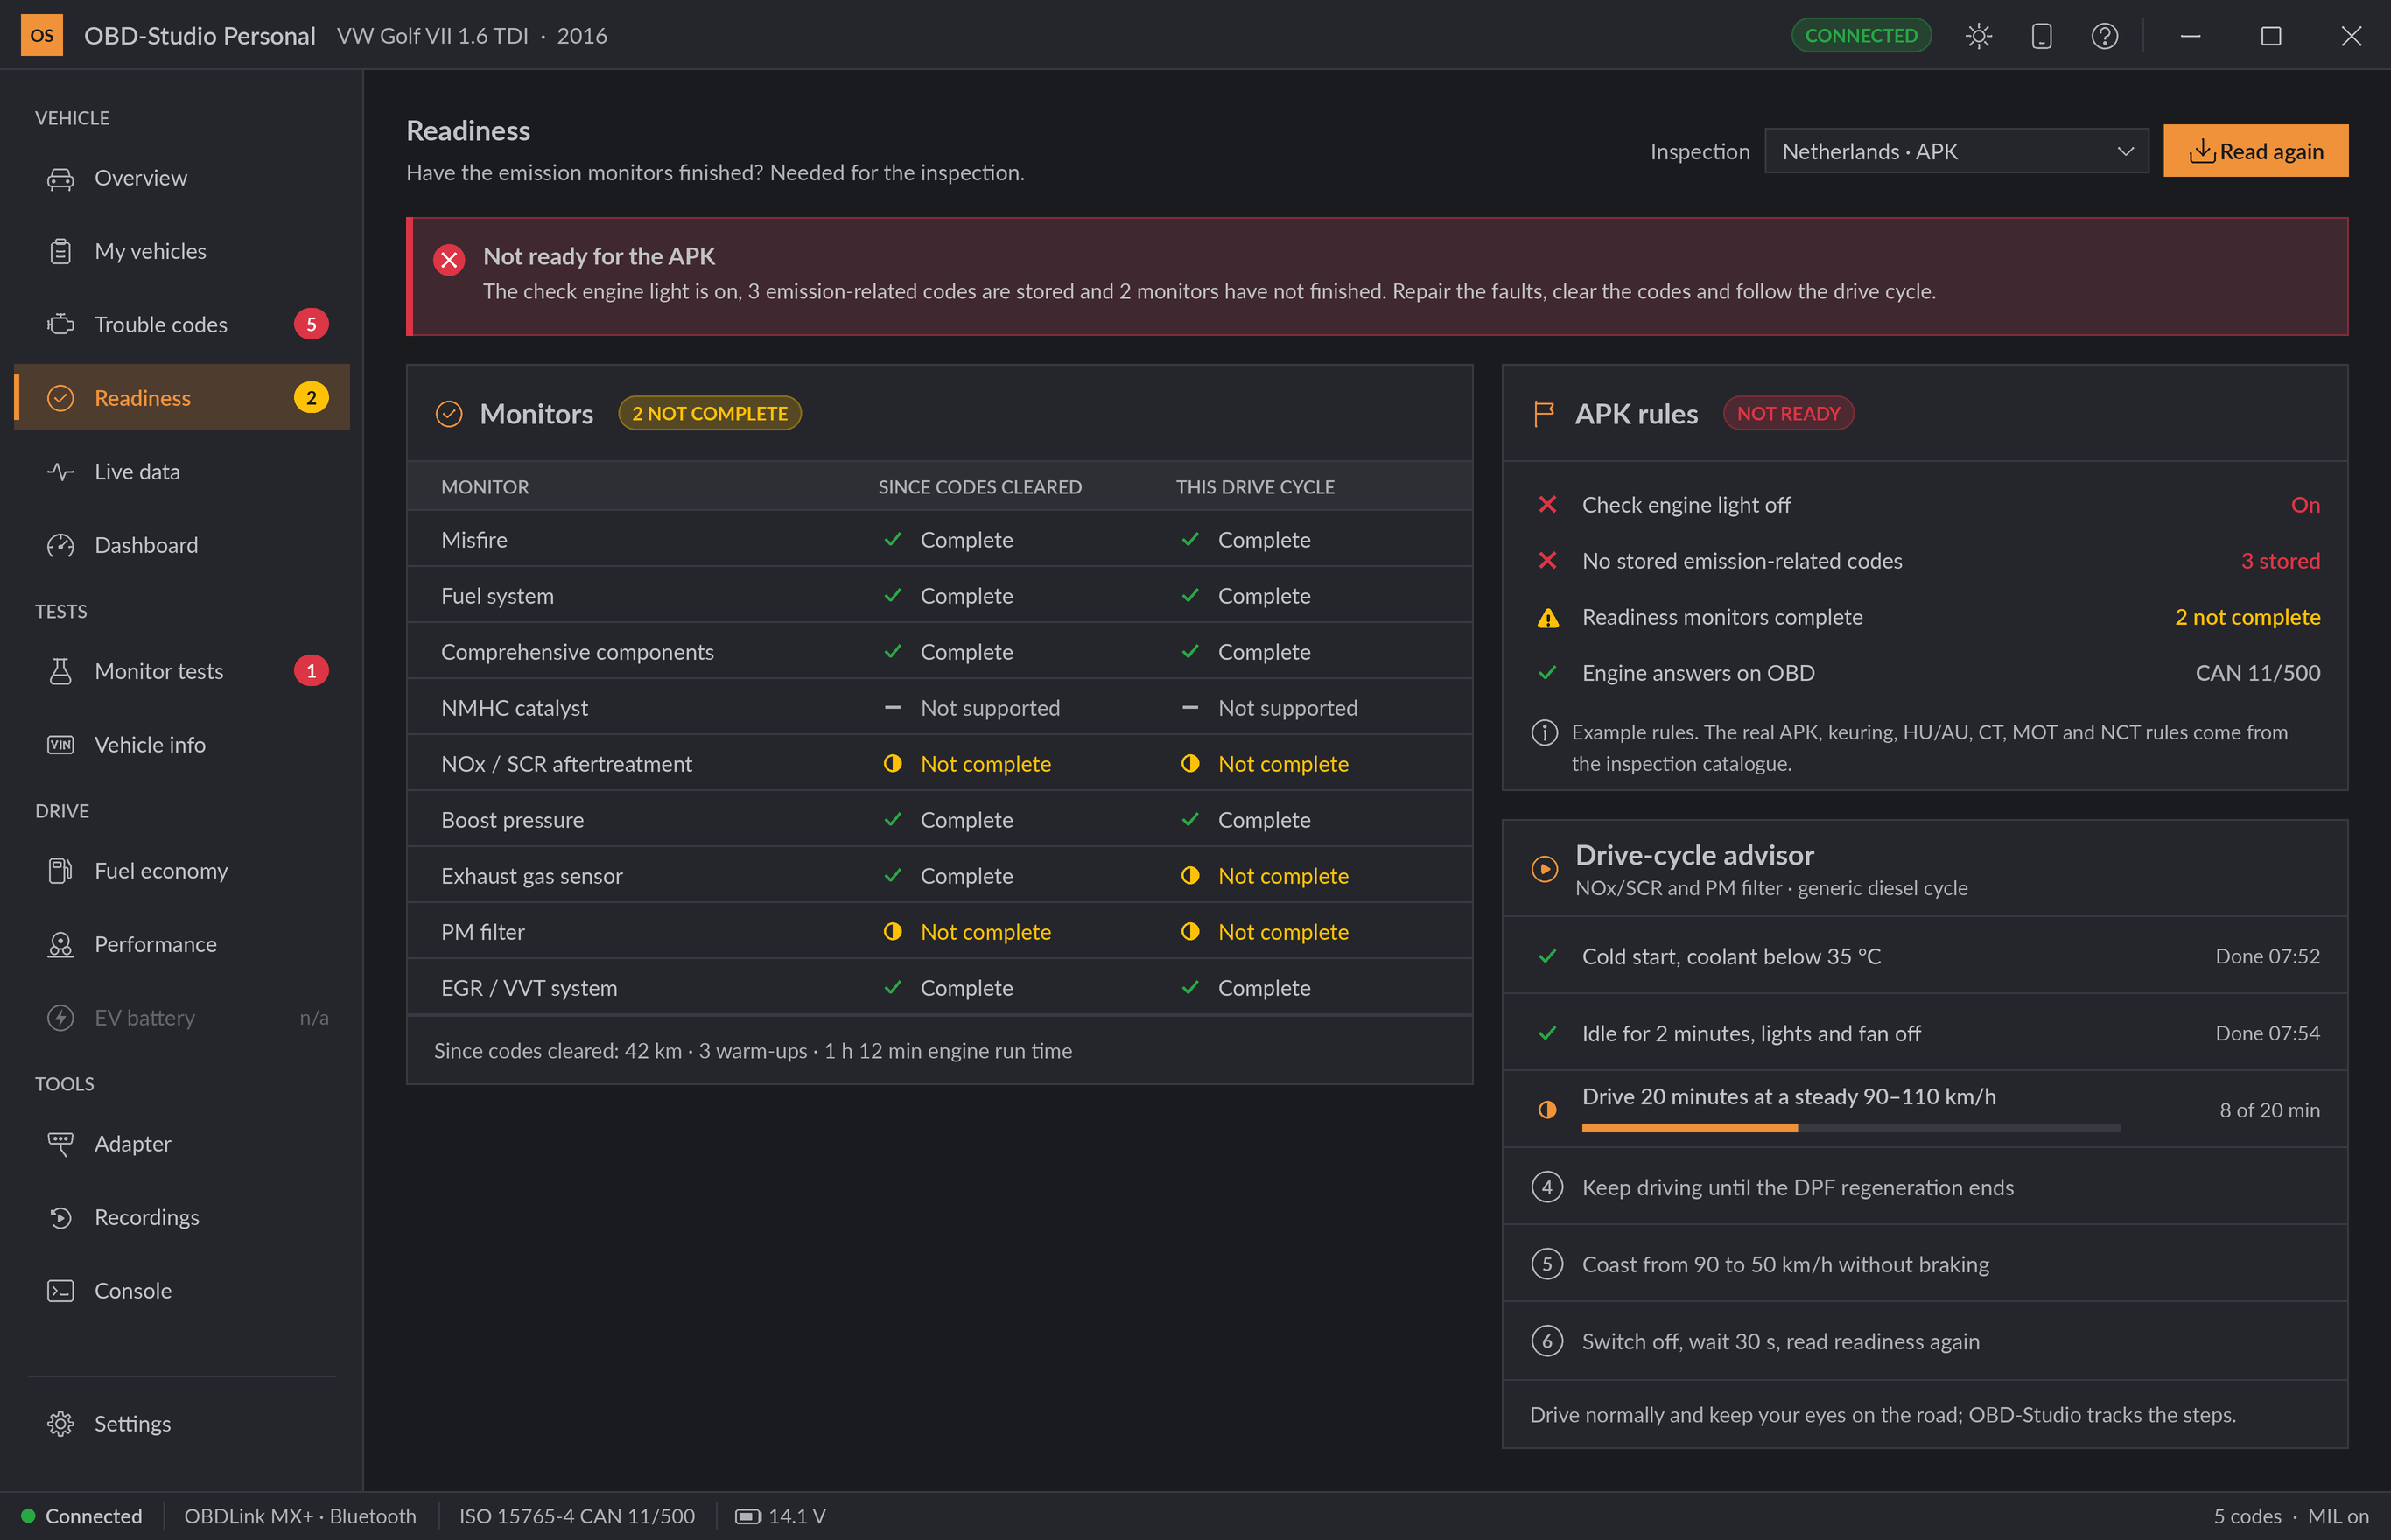 OS OBD-Studio Personal VW Golf VII 1.6 TDI · 2016 CONNECTED
VEHICLE
Overview
My vehicles
Trouble codes 5
Readiness 2
Live data
Dashboard
TESTS
Monitor tests 1
VIN Vehicle info
DRIVE
Fuel economy
Performance
EV battery n/a
TOOLS
Adapter
Recordings
Console
Settings
Readiness
Have the emission monitors finished? Needed for the inspection.
Inspection Netherlands · APK Read again
Not ready for the APK
The check engine light is on, 3 emission-related codes are stored and 2 monitors have not finished. Repair the faults, clear the codes and follow the drive cycle.
Monitors 2 NOT COMPLETE
MONITOR SINCE CODES CLEARED THIS DRIVE CYCLE
Misfire Complete Complete
Fuel system Complete Complete
Comprehensive components Complete Complete
NMHC catalyst Not supported Not supported
NOx / SCR aftertreatment Not complete Not complete
Boost pressure Complete Complete
Exhaust gas sensor Complete Not complete
PM filter Not complete Not complete
EGR / VVT system Complete Complete
Since codes cleared: 42 km · 3 warm-ups · 1 h 12 min engine run time
APK rules NOT READY
Check engine light off On
No stored emission-related codes 3 stored
Readiness monitors complete 2 not complete
Engine answers on OBD CAN 11/500
Example rules. The real APK, keuring, HU/AU, CT, MOT and NCT rules come from
the inspection catalogue.
Drive-cycle advisor
NOx/SCR and PM filter · generic diesel cycle
Cold start, coolant below 35 °C Done 07:52
Idle for 2 minutes, lights and fan off Done 07:54
Drive 20 minutes at a steady 90–110 km/h 8 of 20 min
4 Keep driving until the DPF regeneration ends
5 Coast from 90 to 50 km/h without braking
6 Switch off, wait 30 s, read readiness again
Drive normally and keep your eyes on the road; OBD-Studio tracks the steps.
Connected OBDLink MX+ · Bluetooth ISO 15765-4 CAN 11/500 14.1 V 5 codes · MIL on